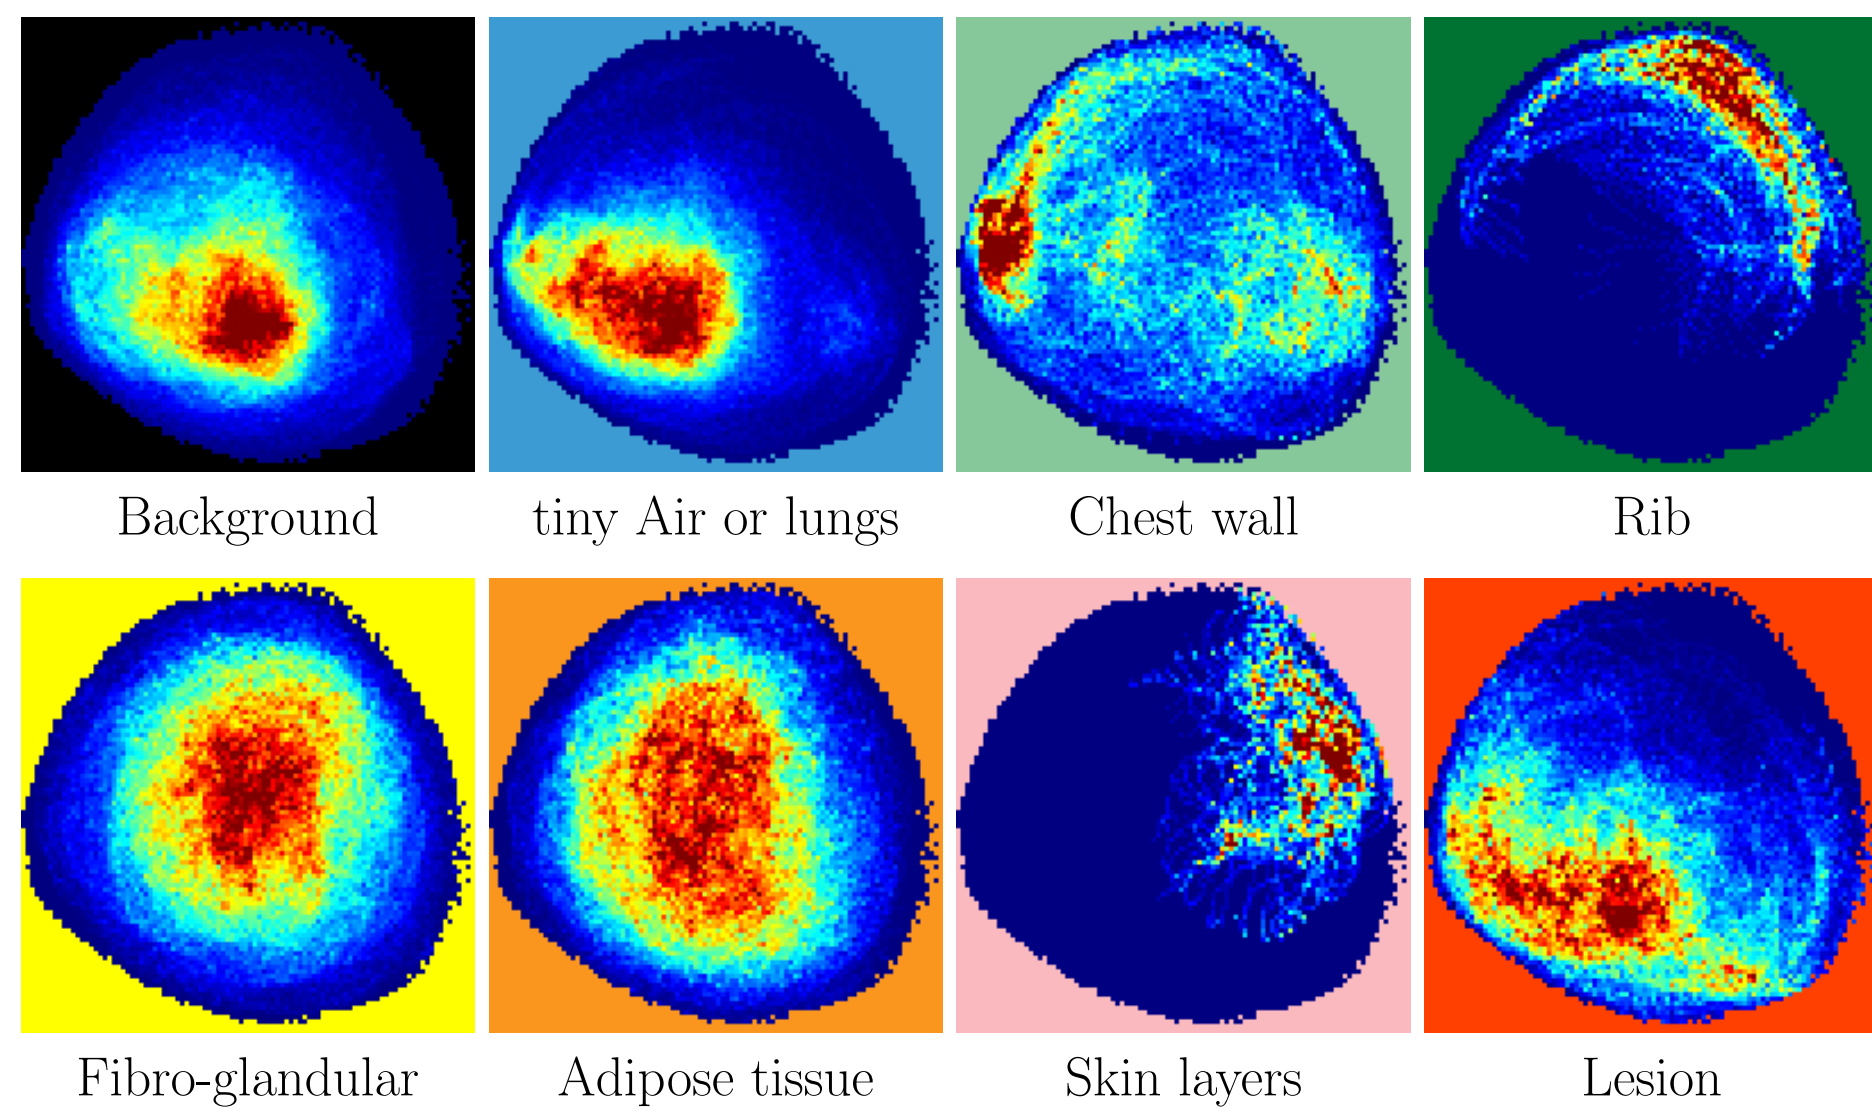 Background
tiny Air or lungs
Chest wall
Rib
Fibro-glandular
Adipose tissue
Skin layers
Lesion